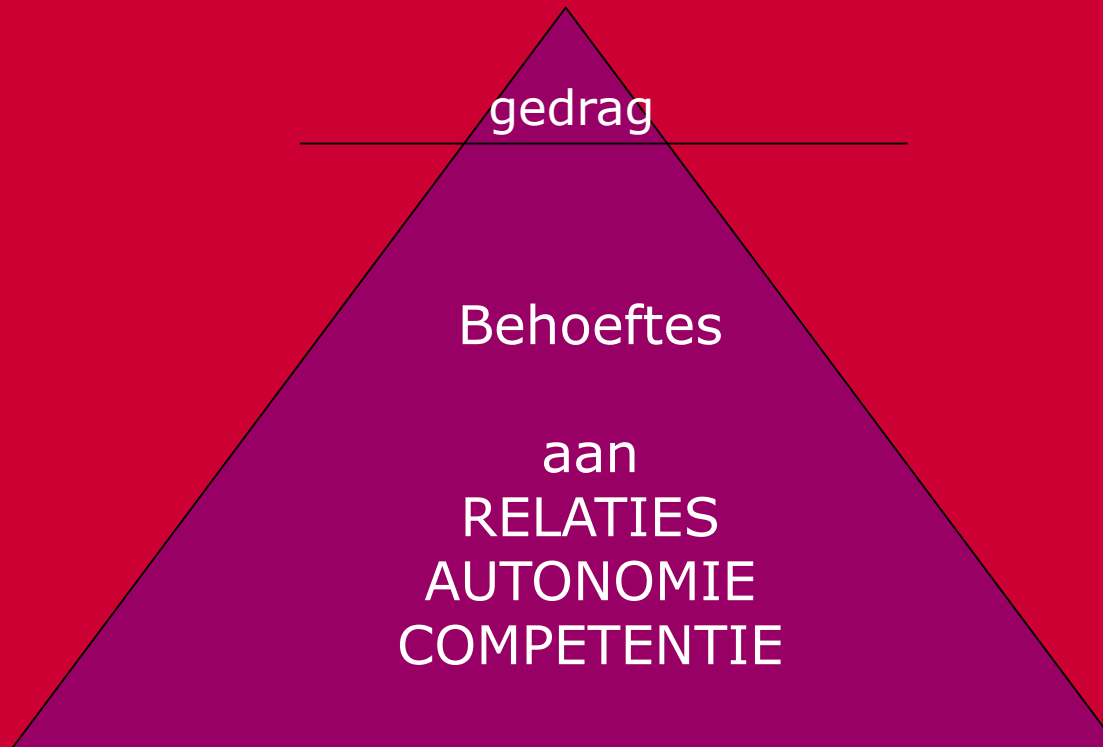 gedrag
Behoeftes
aan
RELATIES
AUTONOMIE
COMPETENTIE